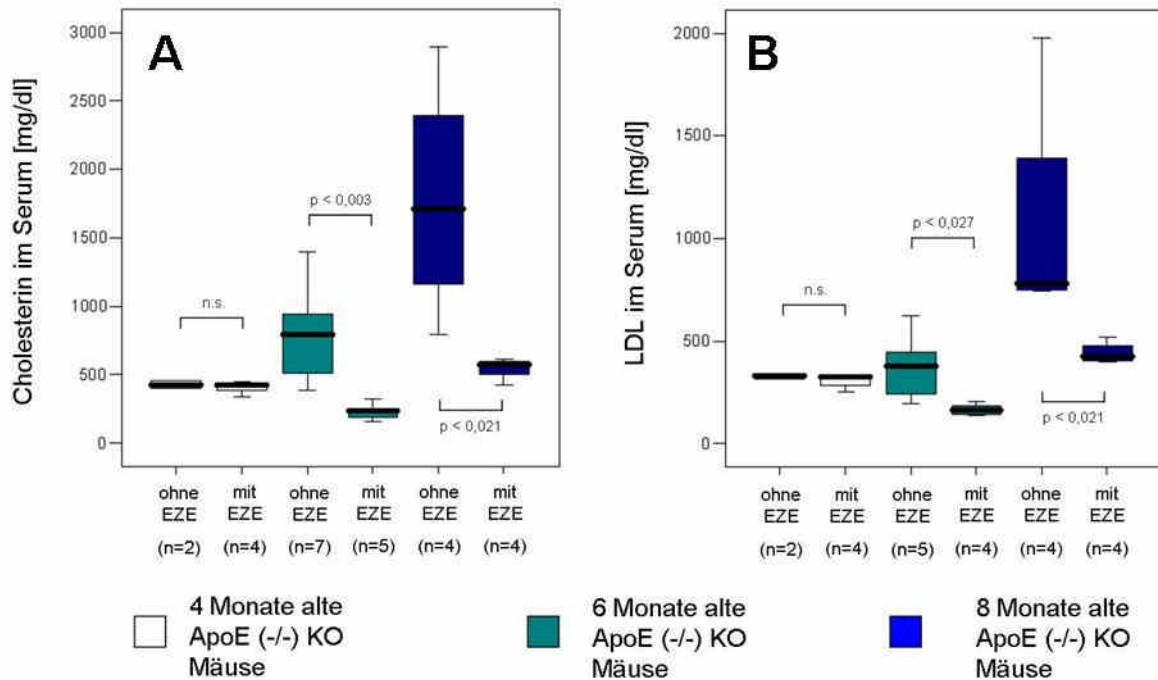 A
Cholesterin im Serum [mg/dl]
3000
2500
2000
1500
1000
500
0
n.s.
p < 0,003
p < 0,021
ohne EZE (n=2)
mit EZE (n=4)
ohne EZE (n=7)
mit EZE (n=5)
ohne EZE (n=4)
mit EZE (n=4)
B
LDL im Serum [mg/dl]
2000
1500
1000
500
0
n.s.
p < 0,027
p < 0,021
ohne EZE (n=2)
mit EZE (n=4)
ohne EZE (n=5)
mit EZE (n=4)
ohne EZE (n=4)
mit EZE (n=4)
4 Monate alte
ApoE (-/-) KO
Mäuse
6 Monate alte
ApoE (-/-) KO
Mäuse
8 Monate alte
ApoE (-/-) KO
Mäuse